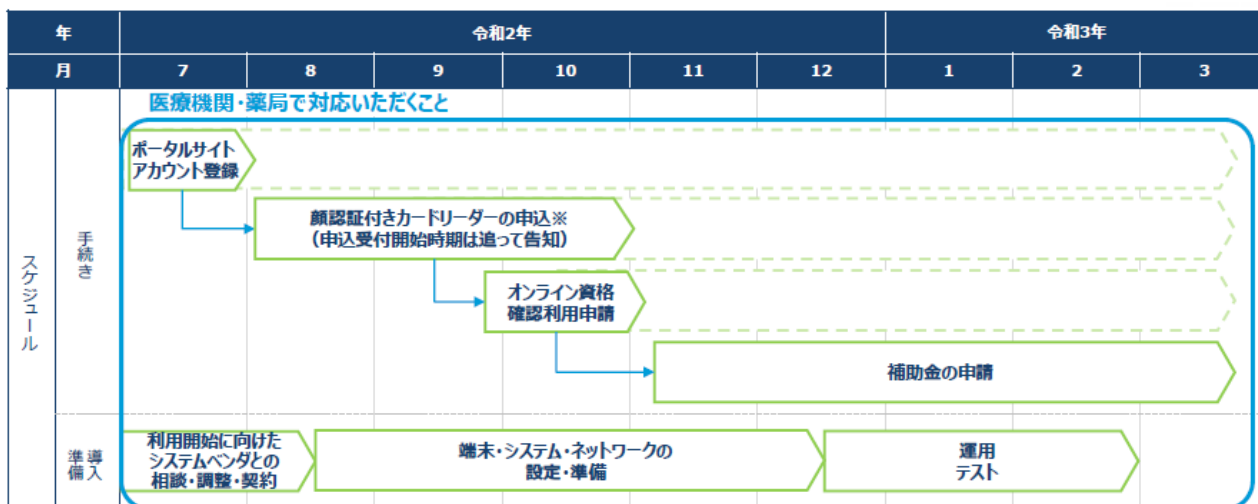 年
令和2年
令和3年
月
7
8
9
10
11
12
1
2
3
医療機関・薬局で対応いただくこと
スケジュール
手続き
ポータルサイト
アカウント登録
顔認証付きカードリーダーの申込※
（申込受付開始時期は追って告知）
オンライン資格
確認利用申請
補助金の申請
導入
準備
利用開始に向けた
システムベンダとの
相談・調整・契約
端末・システム・ネットワークの
設定・準備
運用
テスト